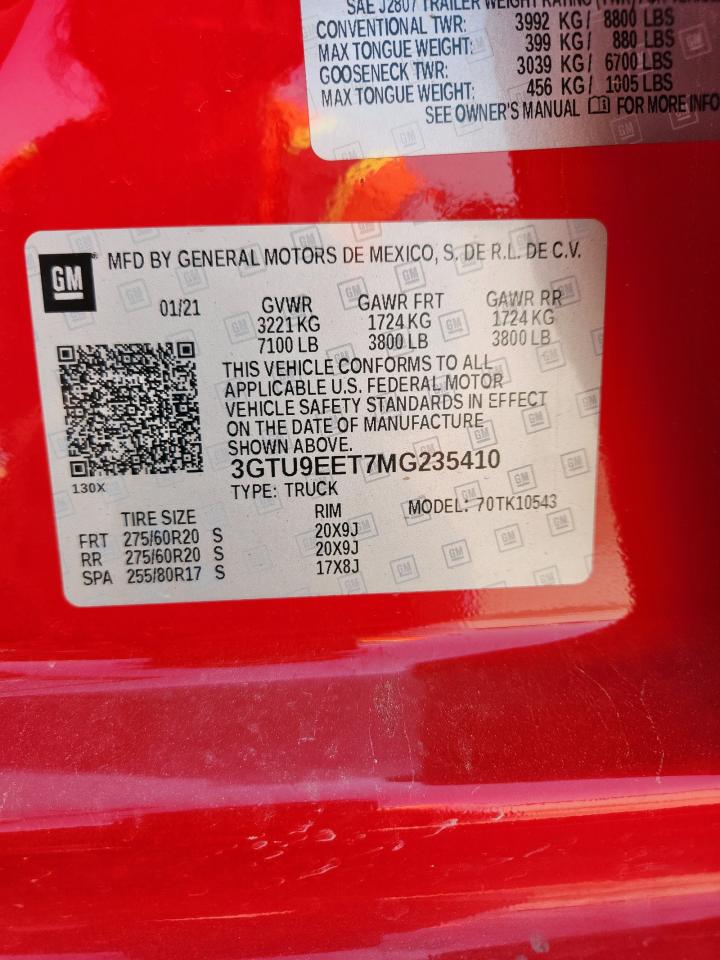 SAE J2807 TRAILER WEIGHT RATING (TWR)
CONVENTIONAL TWR: 3992 KG/ 8800 LBS
MAX TONGUE WEIGHT: 399 KG/ 880 LBS
GOOSENECK TWR: 3039 KG/ 6700 LBS
MAX TONGUE WEIGHT: 456 KG/ 1005 LBS
SEE OWNER'S MANUAL FOR MORE INFO
GM MFD BY GENERAL MOTORS DE MEXICO, S. DE R.L. DE C.V.
01/21 GVWR GAWR FRT GAWR RR
3221 KG 1724 KG 1724 KG
7100 LB 3800 LB 3800 LB
THIS VEHICLE CONFORMS TO ALL
APPLICABLE U.S. FEDERAL MOTOR
VEHICLE SAFETY STANDARDS IN EFFECT
ON THE DATE OF MANUFACTURE
SHOWN ABOVE.
3GTU9EET7MG235410
130X
TYPE: TRUCK
MODEL: 70TK10543
TIRE SIZE RIM
FRT 275/60R20 S 20X9J
RR 275/60R20 S 20X9J
SPA 255/80R17 S 17X8J